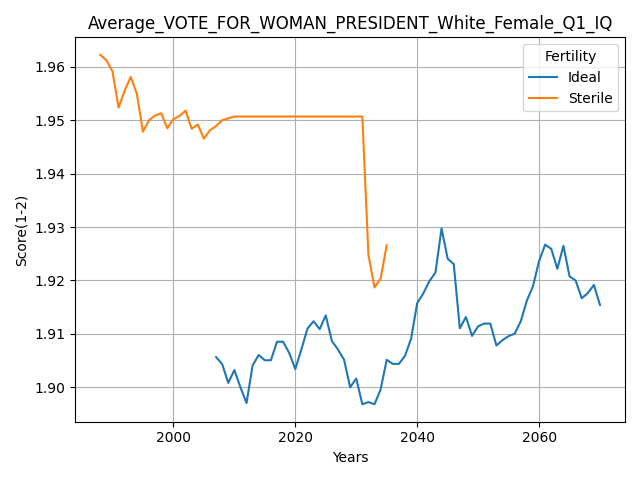 Average_VOTE_FOR_WOMAN_PRESIDENT_White_Female_Q1_IQ
Fertility
Ideal
Sterile
Score(1-2)
1.96
1.95
1.94
1.93
1.92
1.91
1.90
2000
2020
2040
2060
Years